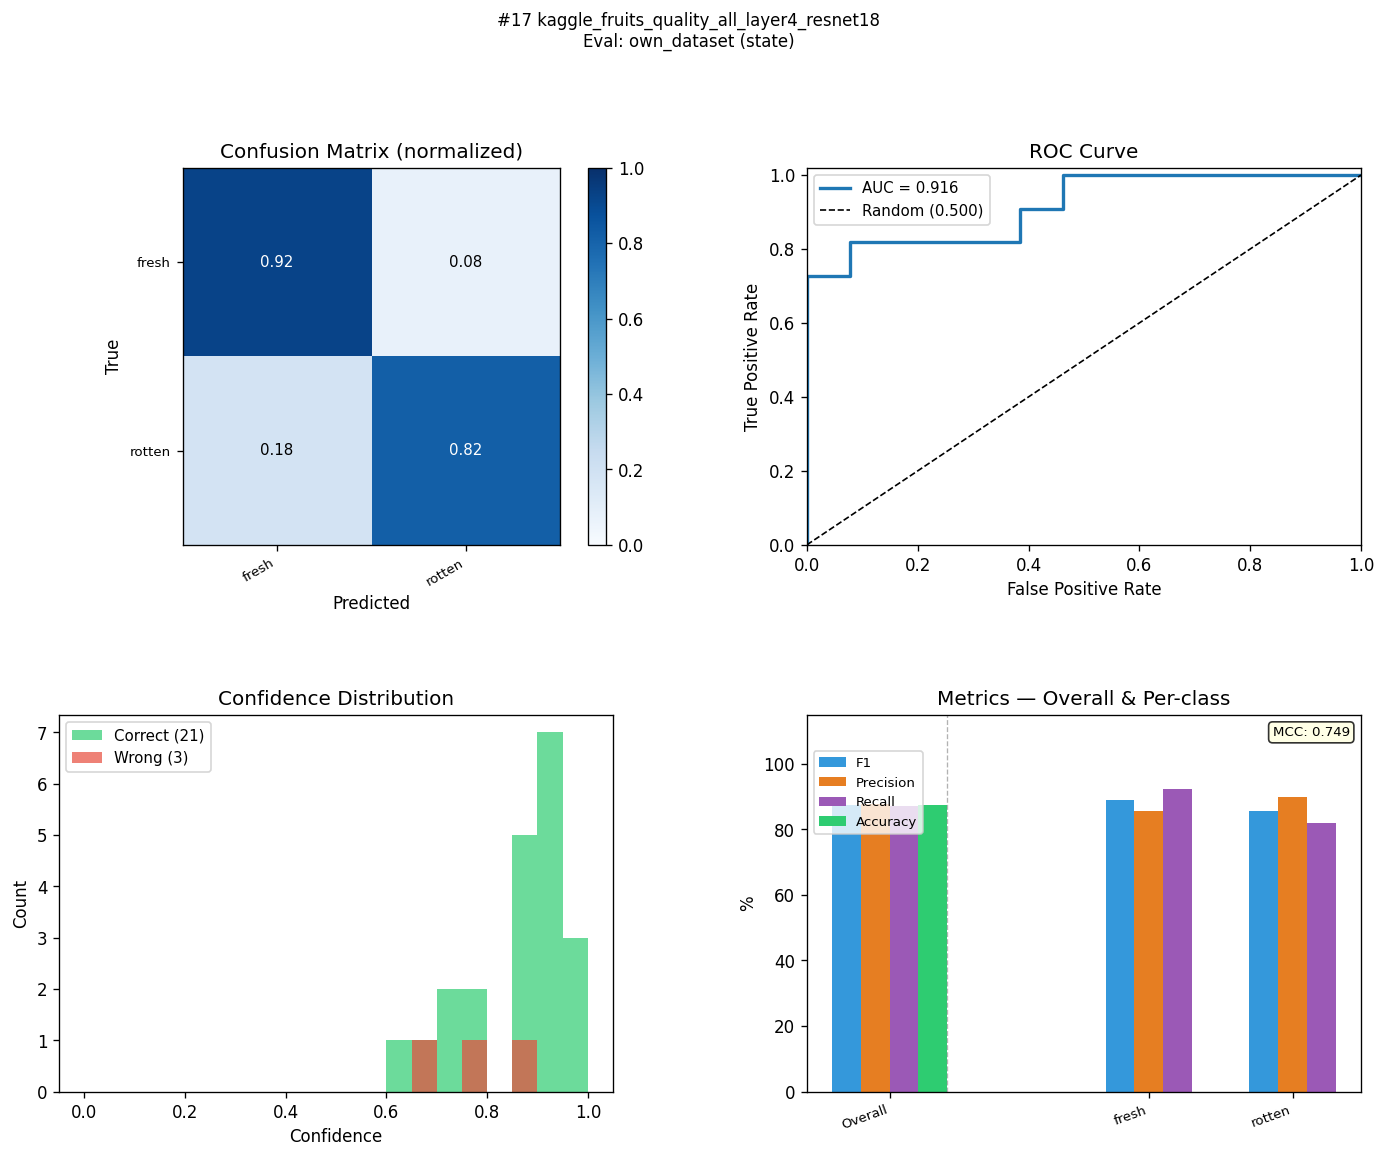 #17 kaggle_fruits_quality_all_layer4_resnet18
Eval: own_dataset (state)
Confusion Matrix (normalized)
fresh
rotten
0.92
0.08
0.18
0.82
True
fresh
rotten
Predicted
1.0
0.8
0.6
0.4
0.2
0.0
ROC Curve
AUC = 0.916
Random (0.500)
True Positive Rate
1.0
0.8
0.6
0.4
0.2
0.0
0.0 0.2 0.4 0.6 0.8 1.0
False Positive Rate
Confidence Distribution
Correct (21)
Wrong (3)
Count
7
6
5
4
3
2
1
0
0.0 0.2 0.4 0.6 0.8 1.0
Confidence
Metrics — Overall & Per-class
MCC: 0.749
F1
Precision
Recall
Accuracy
%
100
80
60
40
20
0
Overall
fresh
rotten